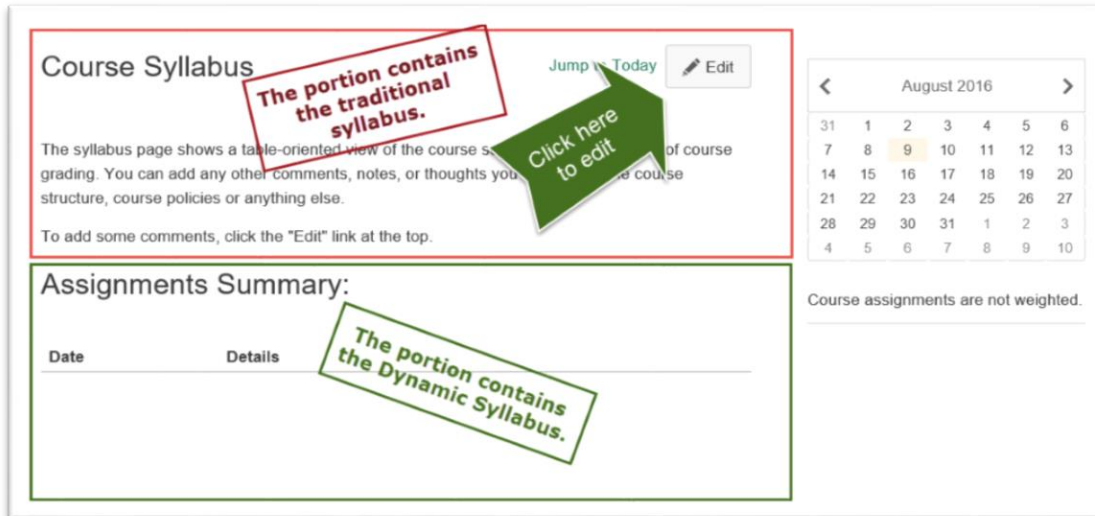 Course Syllabus
Jump Today
Edit
The portion contains
the traditional
syllabus.
Click here
to edit
The syllabus page shows a table-oriented view of the course s of course
grading. You can add any other comments, notes, or thoughts you course
structure, course policies or anything else.
To add some comments, click the "Edit" link at the top.
Assignments Summary:
Date Details
The portion contains
the Dynamic Syllabus.
August 2016
31 1 2 3 4 5 6
7 8 9 10 11 12 13
14 15 16 17 18 19 20
21 22 23 24 25 26 27
28 29 30 31 1 2 3
4 5 6 7 8 9 10
Course assignments are not weighted.